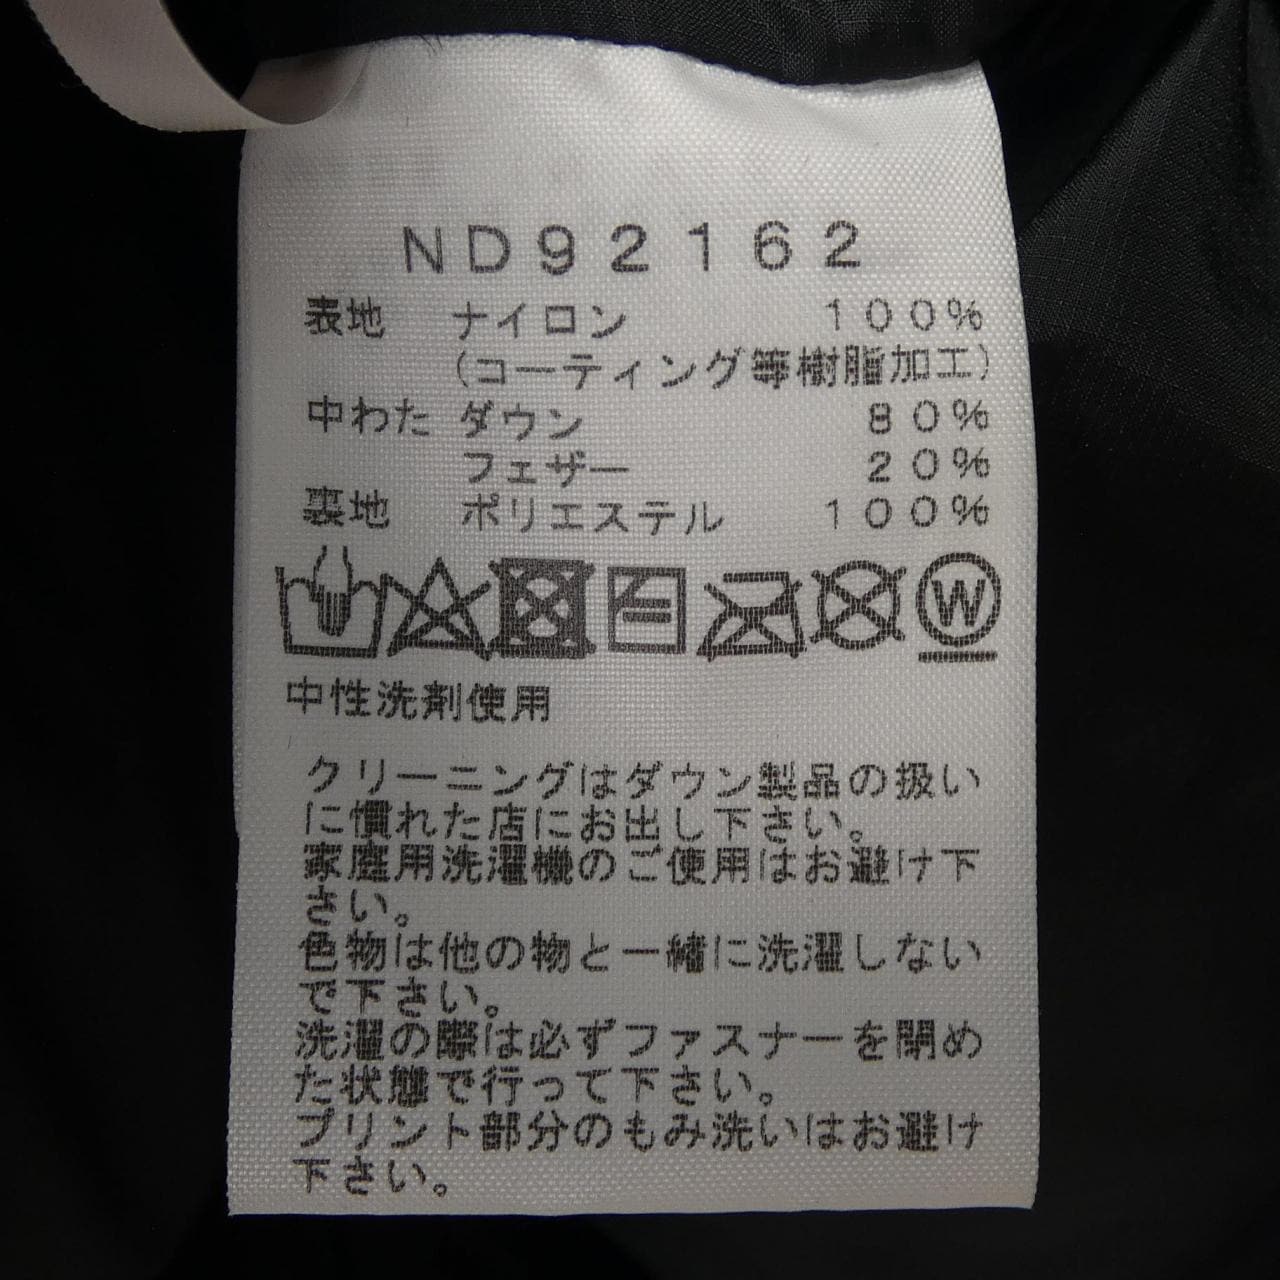 ND92162
表地 ナイロン 100%
(コーティング等樹脂加工)
中わた ダウン 80%
フェザー 20%
裏地 ポリエステル 100%
W
中性洗剤使用
クリーニングはダウン製品の扱い
に慣れた店にお出し下さい。
家庭用洗濯機のご使用はお避け下
さい。
色物は他の物と一緒に洗濯しない
で下さい。
洗濯の際は必ずファスナーを閉め
た状態で行って下さい。
プリント部分のもみ洗いはお避け
下さい。